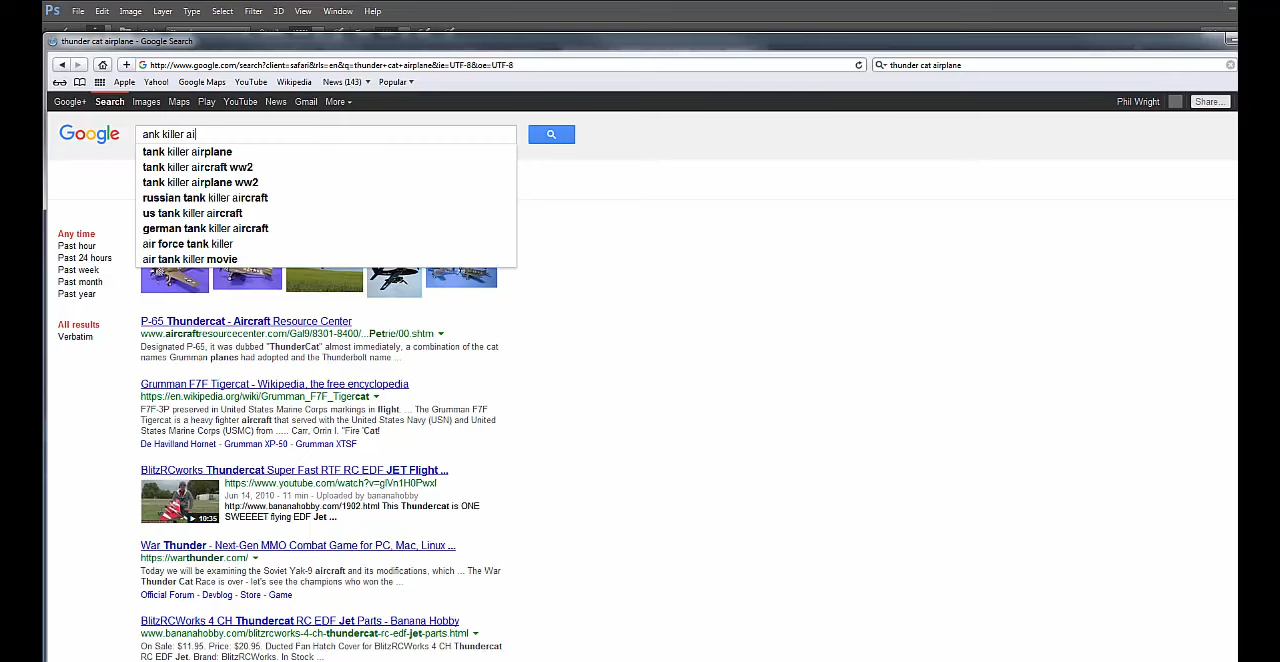 Ps File Edit Image Layer Type Select Filter 3D View Window Help
thunder cat airplane - Google Search
http://www.google.com/search?client=safari&rls=en&q=thunder+cat+airplane&ie=UTF-8&oe=UTF-8 thunder cat airplane
Apple Yahoo! Google Maps YouTube Wikipedia News (143) Popular
Google+ Search Images Maps Play YouTube News Gmail More Phil Wright Share...
Google ank killer ai
tank killer airplane
tank killer aircraft ww2
tank killer airplane ww2
russian tank killer aircraft
us tank killer aircraft
german tank killer aircraft
air force tank killer
air tank killer movie
Any time
Past hour
Past 24 hours
Past week
Past month
Past year
All results
Verbatim
P-65 Thundercat - Aircraft Resource Center
www.aircraftresourcecenter.com/Gal9/8301-8400/...Petrie/00.shtm
Designated P-65, it was dubbed "ThunderCat" almost immediately, a combination of the cat
names Grumman planes had adopted and the Thunderbolt name ...
Grumman F7F Tigercat - Wikipedia, the free encyclopedia
https://en.wikipedia.org/wiki/Grumman_F7F_Tigercat
F7F-3P preserved in United States Marine Corps markings in flight. ... The Grumman F7F
Tigercat is a heavy fighter aircraft that served with the United States Navy (USN) and United
States Marine Corps (USMC) from ..... Carr, Orrin I. "Fire 'Cat!
De Havilland Hornet - Grumman XP-50 - Grumman XTSF
BlitzRCworks Thundercat Super Fast RTF RC EDF JET Flight ...
https://www.youtube.com/watch?v=glVn1H0PwxI
Jun 14, 2010 - 11 min - Uploaded by bananahobby
http://www.bananahobby.com/1902.html This Thundercat is ONE
SWEEEET flying EDF Jet ...
10:35
War Thunder - Next-Gen MMO Combat Game for PC, Mac, Linux ...
https://warthunder.com/
Today we will be examining the Soviet Yak-9 aircraft and its modifications, which ... The War
Thunder Cat Race is over - let's see the champions who won the ...
Official Forum - Devblog - Store - Game
BlitzRCWorks 4 CH Thundercat RC EDF Jet Parts - Banana Hobby
www.bananahobby.com/blitzrcworks-4-ch-thundercat-rc-edf-jet-parts.html
On Sale: $11.95. Price: $20.95. Ducted Fan Hatch Cover for BlitzRCWorks 4 CH Thundercat
RC EDF Jet. Brand: BlitzRCWorks. In Stock ...